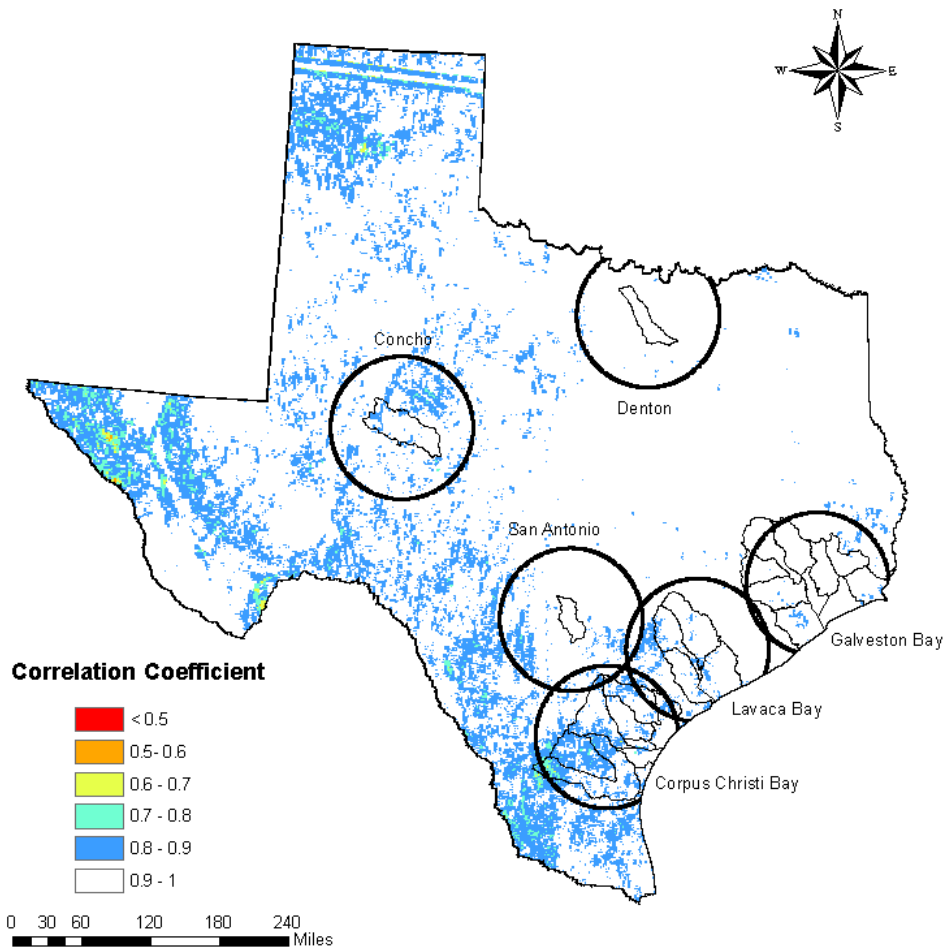 N
W E
S
Concho
Denton
San Antonio
Galveston Bay
Lavaca Bay
Corpus Christi Bay
Correlation Coefficient
< 0.5
0.5 - 0.6
0.6 - 0.7
0.7 - 0.8
0.8 - 0.9
0.9 - 1
0 30 60 120 180 240
Miles